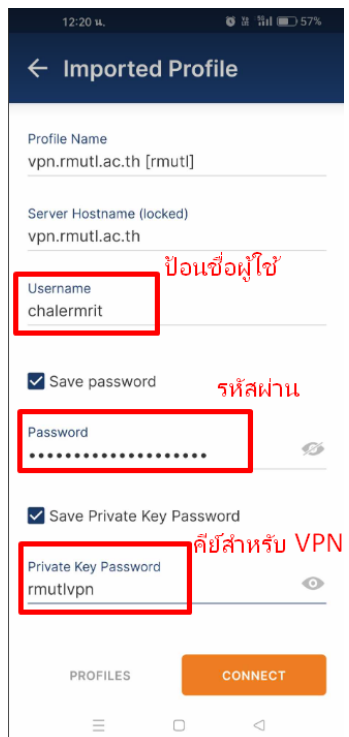 12:20 น.
57%
Imported Profile
Profile Name
vpn.rmutl.ac.th [rmutl]
Server Hostname (locked)
vpn.rmutl.ac.th
ป้อนชื่อผู้ใช้
Username
chalermrit
Save password
รหัสผ่าน
Password
••••••••••••••••••••
Save Private Key Password
คีย์สำหรับ VPN
Private Key Password
rmutlvpn
PROFILES
CONNECT